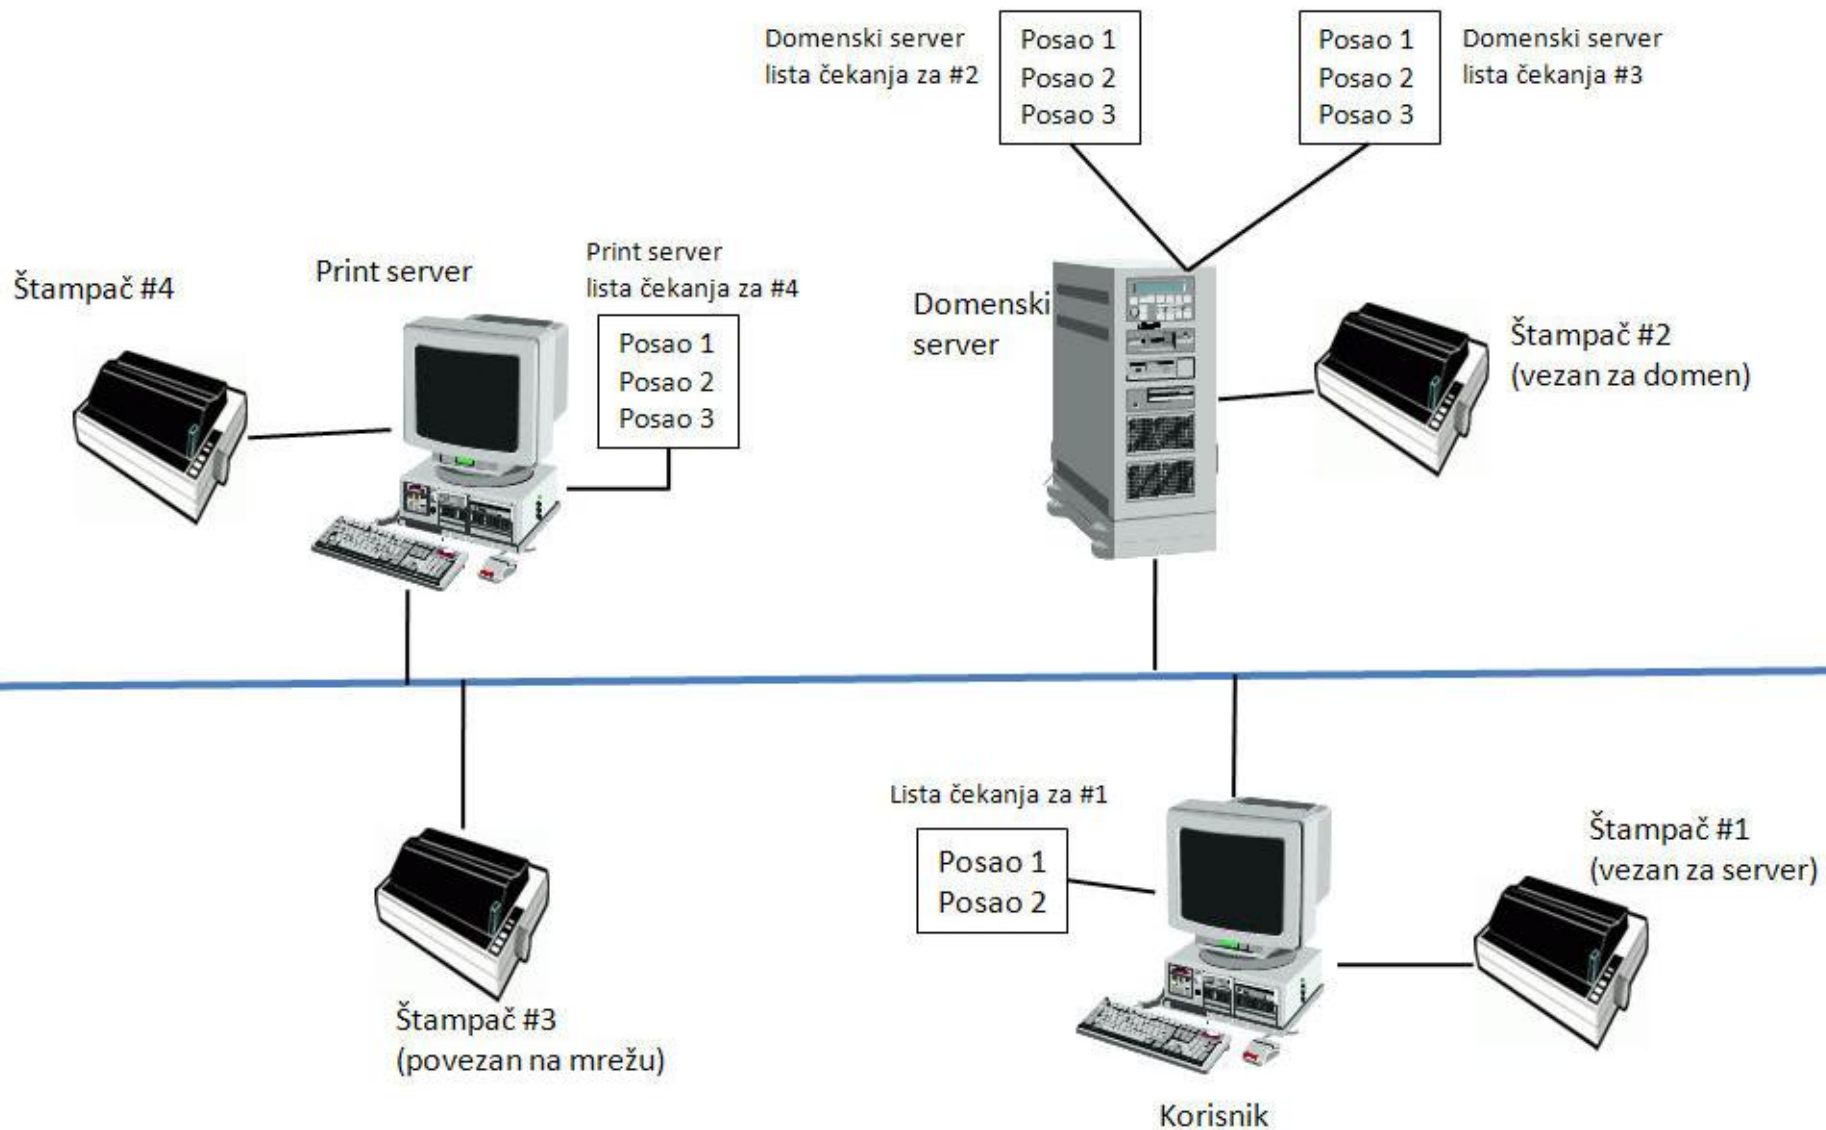 Domenski server
lista čekanja za #2
Posao 1
Posao 2
Posao 3
Posao 1
Posao 2
Posao 3
Domenski server
lista čekanja #3
Štampač #4
Print server
Print server
lista čekanja za #4
Posao 1
Posao 2
Posao 3
Domenski
server
Štampač #2
(vezan za domen)
Lista čekanja za #1
Posao 1
Posao 2
Štampač #1
(vezan za server)
Štampač #3
(povezan na mrežu)
Korisnik